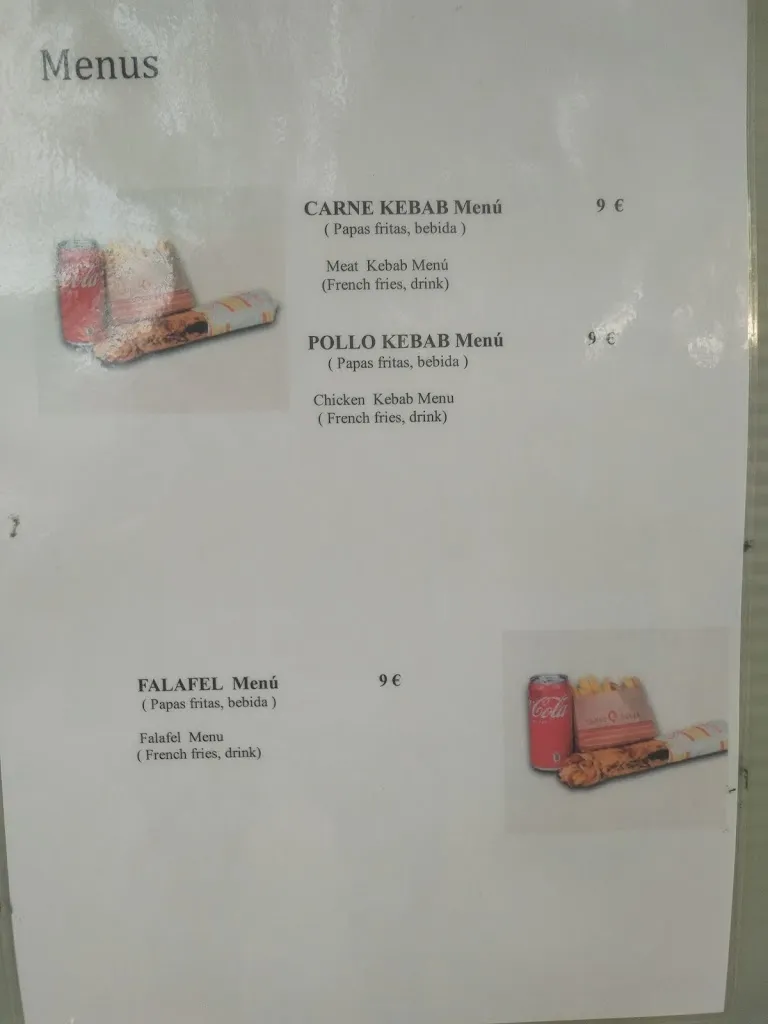 Menus
CARNE KEBAB Menú 9 €
( Papas fritas, bebida )
Meat Kebab Menú
(French fries, drink)
POLLO KEBAB Menú 9 €
( Papas fritas, bebida )
Chicken Kebab Menu
( French fries, drink)
FALAFEL Menú 9 €
( Papas fritas, bebida )
Falafel Menu
( French fries, drink)